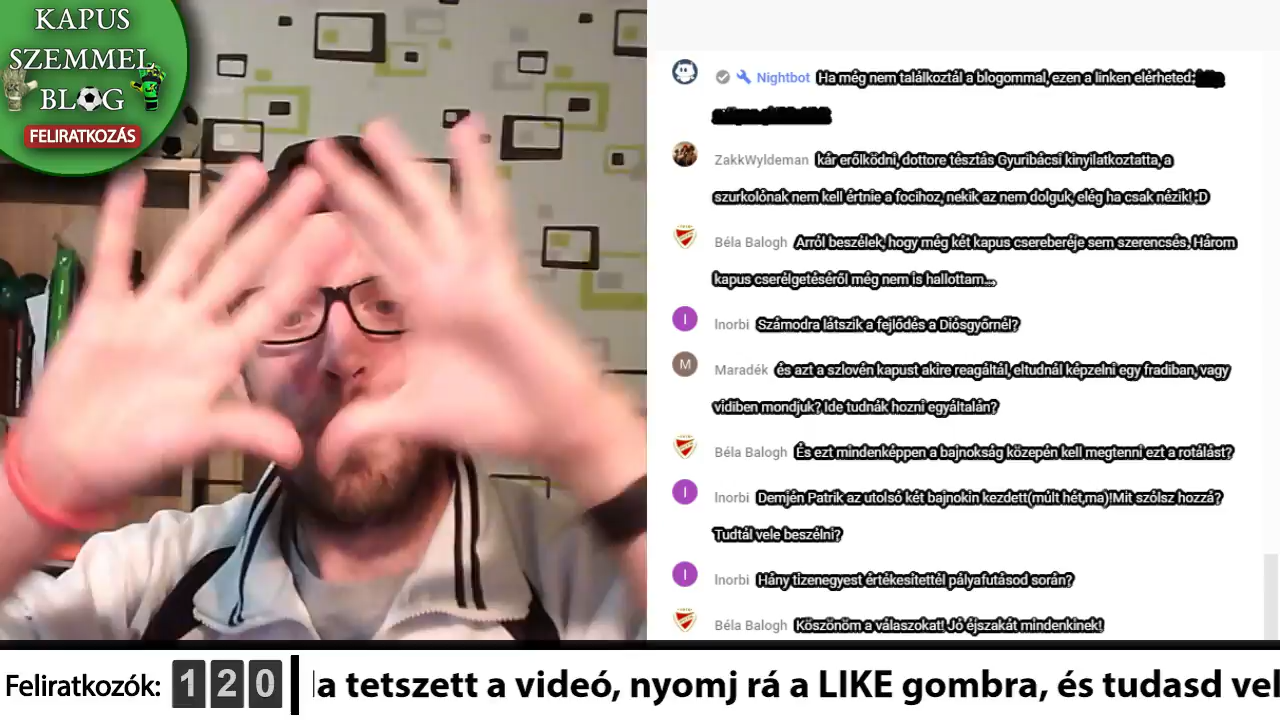 KAPUS
SZEMMEL
BLOG
FELIRATKOZÁS
Nightbot Ha még nem találkoztál a blogommal, ezen a linken elérheted:
ZakkWyldeman kár erőlködni, dottore tésztás Gyuribácsi kinyilatkoztatta, a
szurkolónak nem kell értnie a focihoz, nekik az nem dolguk, elég ha csak nézik! :D
Béla Balogh Arról beszélek, hogy még két kapus csereberéje sem szerencsés. Három
kapus cserélgetéséről még nem is hallottam...
I Inorbi Számodra látszik a fejlődés a Diósgyőrnél?
M Maradék és azt a szlovén kapust akire reagáltál, eltudnál képzelni egy fradiban, vagy
vidiben mondjuk? Ide tudnák hozni egyáltalán?
Béla Balogh És ezt mindenképpen a bajnokság közepén kell megtenni ezt a rotálást?
I Inorbi Demjén Patrik az utolsó két bajnokin kezdett(múlt hét,ma)!Mit szólsz hozzá?
Tudtál vele beszélni?
I Inorbi Hány tizenegyest értékesítettél pályafutásod során?
Béla Balogh Köszönöm a válaszokat! Jó éjszakát mindenkinek!
Feliratkozók: 120 la tetszett a videó, nyomj rá a LIKE gombra, és tudasd vel